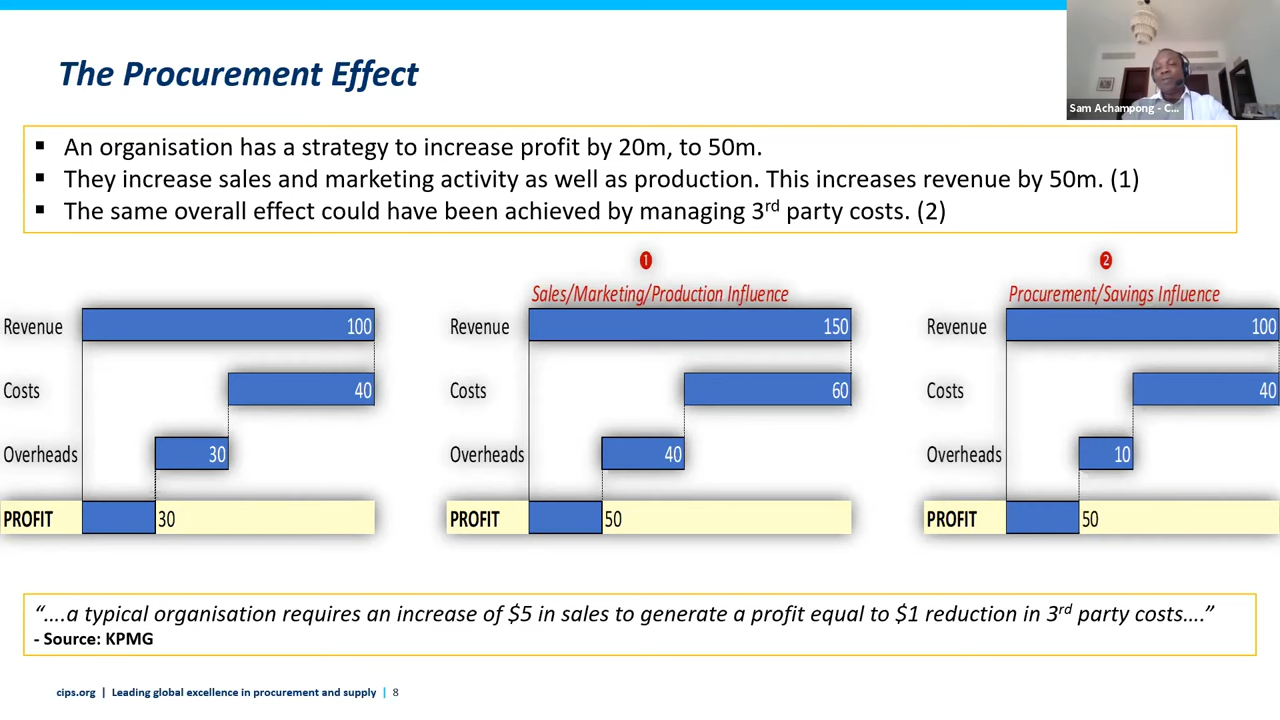 The Procurement Effect
Sam Achampong - C...
▪ An organisation has a strategy to increase profit by 20m, to 50m.
▪ They increase sales and marketing activity as well as production. This increases revenue by 50m. (1)
▪ The same overall effect could have been achieved by managing 3rd party costs. (2)
Revenue 100
Costs 40
Overheads 30
PROFIT 30
1
Sales/Marketing/Production Influence
Revenue 150
Costs 60
Overheads 40
PROFIT 50
2
Procurement/Savings Influence
Revenue 100
Costs 40
Overheads 10
PROFIT 50
“....a typical organisation requires an increase of $5 in sales to generate a profit equal to $1 reduction in 3rd party costs....”
- Source: KPMG
cips.org | Leading global excellence in procurement and supply | 8